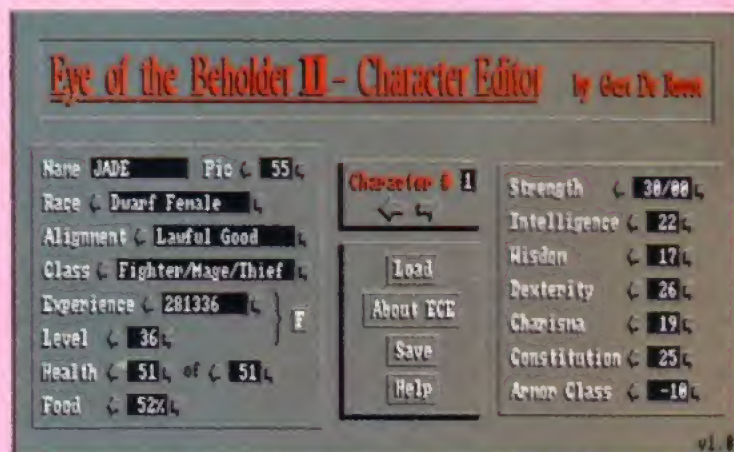 Eye of the Beholder II - Character Editor by
Name JADE Pic 55
Race Dwarf Female
Alignment Lawful Good
Class Fighter/Mage/Thief
Experience 281336
F
Level 36
Health 51 of 51
Food 52%
Character # 1
Load
About ECE
Save
Help
Strength 30/00
Intelligence 22
Wisdom 17
Dexterity 26
Charisma 19
Constitution 25
Armor Class -10